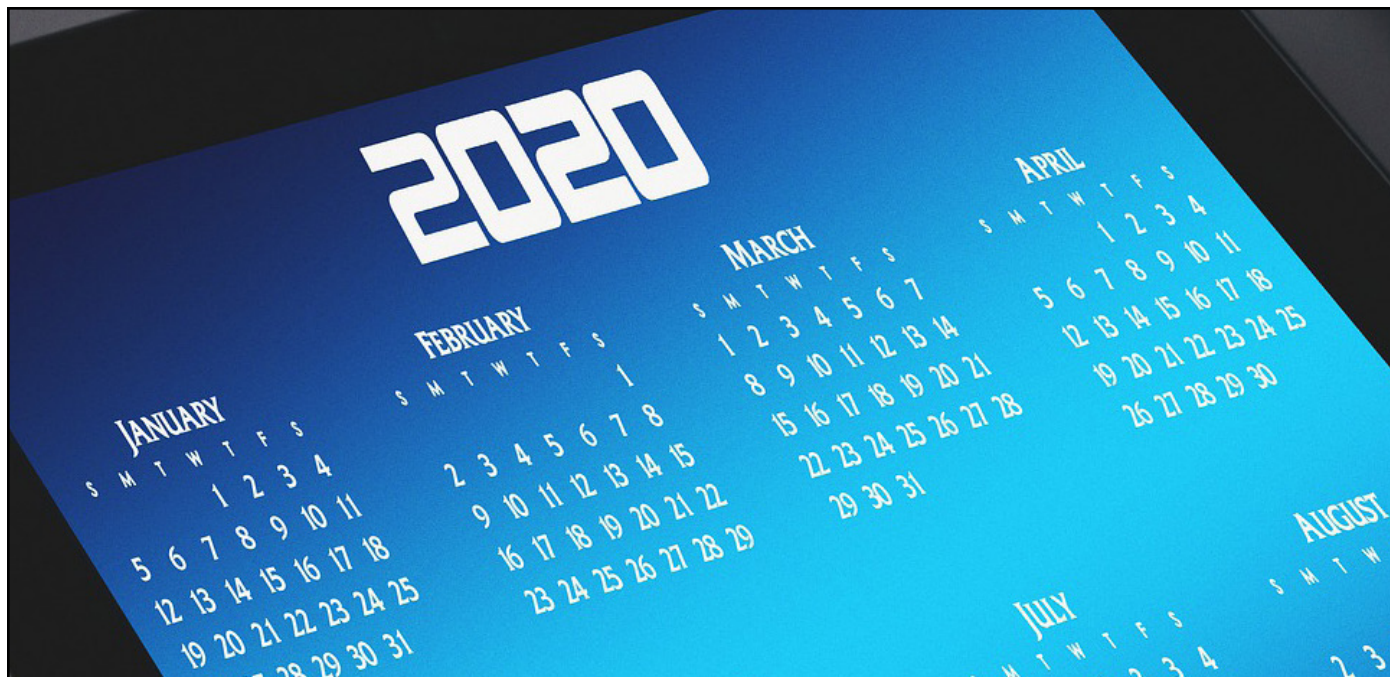 2020
JANUARY
S M T W T F S
1 2 3 4
5 6 7 8 9 10 11
12 13 14 15 16 17 18
19 20 21 22 23 24 25
28 29 30 31
FEBRUARY
S M T W T F S
1
2 3 4 5 6 7 8
9 10 11 12 13 14 15
16 17 18 19 20 21 22
23 24 25 26 27 28 29
MARCH
S M T W T F S
1 2 3 4 5 6 7
8 9 10 11 12 13 14
15 16 17 18 19 20 21
22 23 24 25 26 27 28
29 30 31
APRIL
S M T W T F S
1 2 3 4
5 6 7 8 9 10 11
12 13 14 15 16 17 18
19 20 21 22 23 24 25
26 27 28 29 30
JULY
M T W T F S
2 3 4
AUGUST
S M T W
2 3